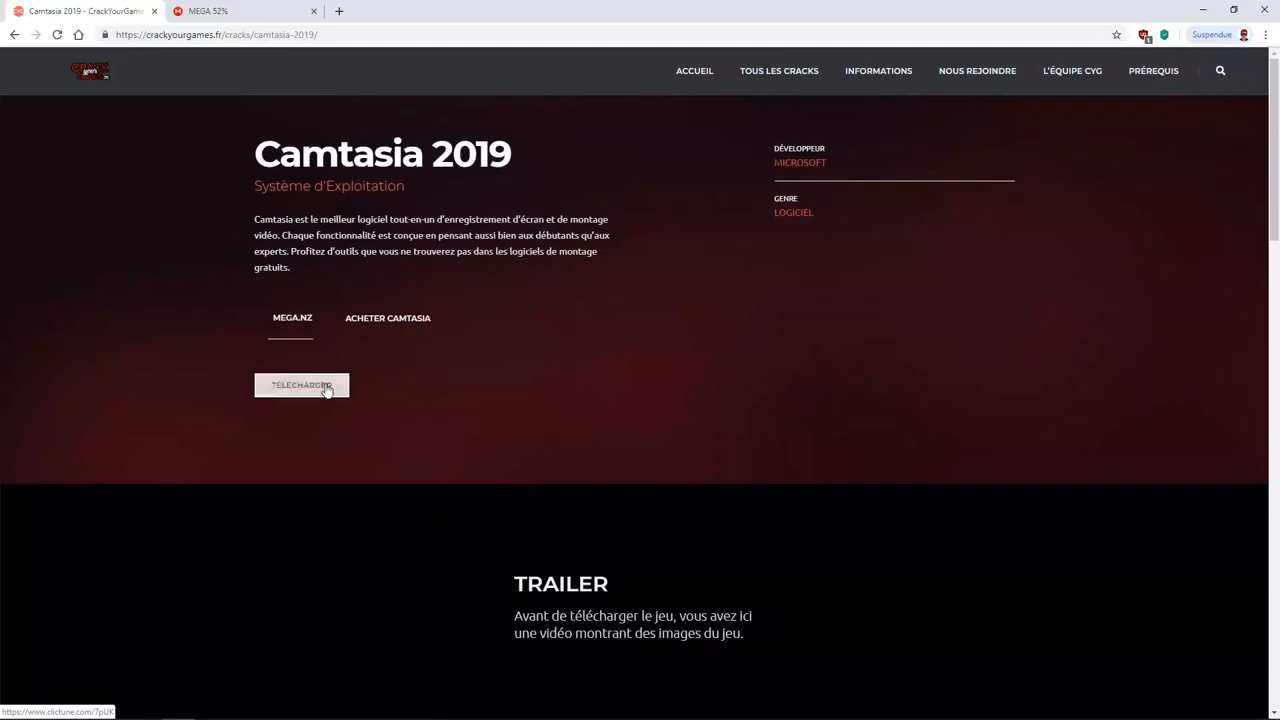 Camtasia 2019 - CrackYourGame
MEGA 52%
https://crackyourgames.fr/cracks/camtasia-2019/
1
Suspendue
CRACK
ACCUEIL
TOUS LES CRACKS
INFORMATIONS
NOUS REJOINDRE
L'ÉQUIPE CYG
PRÉREQUIS
Camtasia 2019
Système d'Exploitation
Camtasia est le meilleur logiciel tout-en-un d'enregistrement d'écran et de montage
vidéo. Chaque fonctionnalité est conçue en pensant aussi bien aux débutants qu'aux
experts. Profitez d'outils que vous ne trouverez pas dans les logiciels de montage
gratuits.
DÉVELOPPEUR
MICROSOFT
GENRE
LOGICIEL
MEGA.NZ
ACHETER CAMTASIA
TÉLÉCHARGER
TRAILER
Avant de télécharger le jeu, vous avez ici
une vidéo montrant des images du jeu.
https://www.clictune.com/7pUK